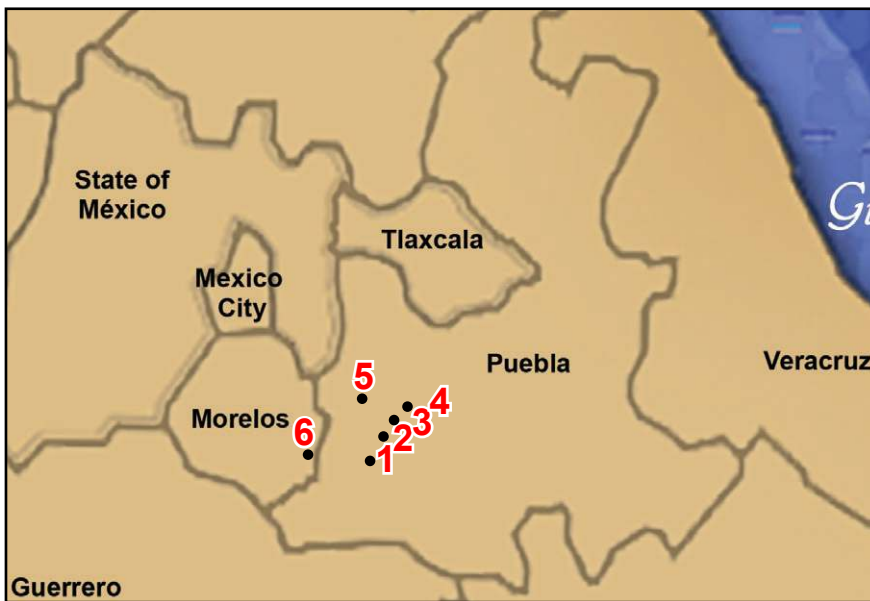 State of
México
Tlaxcala
Mexico
City
Puebla
Veracruz
Morelos
5
4
3
2
1
6
Guerrero